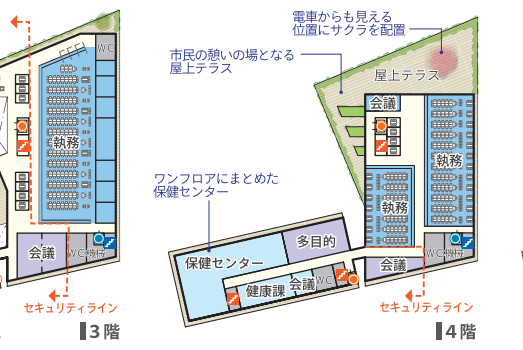 WC
執務
会議
WC
機械
セキュリティライン
3階
電車からも見える
位置にサクラを配置
市民の憩いの場となる
屋上テラス
屋上テラス
会議
執務
執務
ワンフロアにまとめた
保健センター
多目的
保健センター
会議
WC
機械
健康課
会議
WC
セキュリティライン
4階